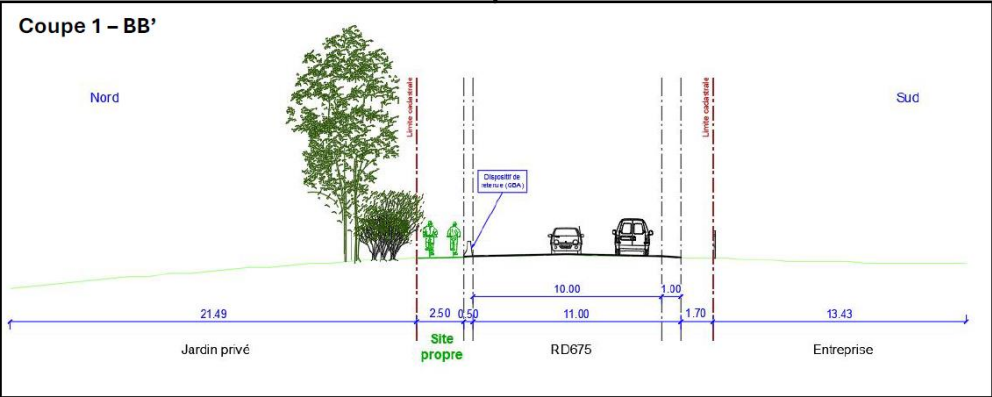 Coupe 1 – BB’
Nord
Sud
Limite cadastrale
Limite cadastrale
Dispositif de
retenue (GBA)
10.00
1.00
21.49
2.50
0.50
11.00
1.70
13.43
Jardin privé
Site
propre
RD675
Entreprise